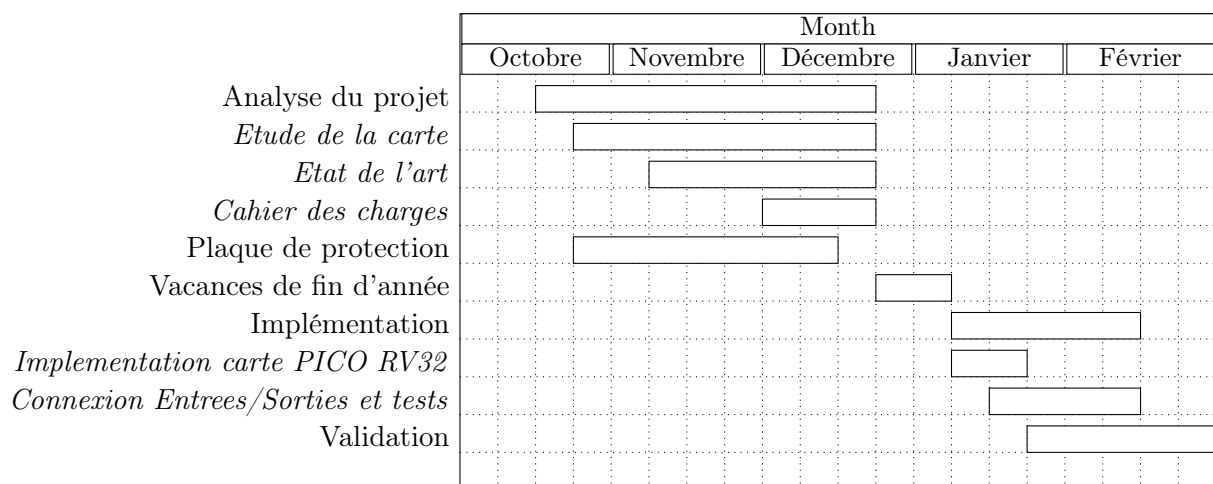 Month
Octobre Novembre Décembre Janvier Février
Analyse du projet
Etude de la carte
Etat de l'art
Cahier des charges
Plaque de protection
Vacances de fin d'année
Implémentation
Implementation carte PICO RV32
Connexion Entrees/Sorties et tests
Validation